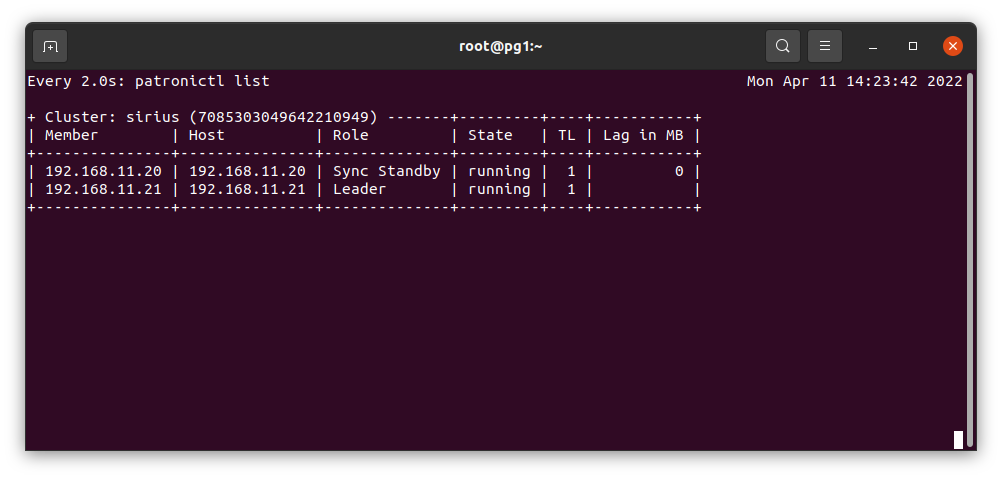 root@pg1:~
Every 2.0s: patronictl list                                                     Mon Apr 11 14:23:42 2022
+ Cluster: sirius (7085303049642210949) -------+---------+----+-----------+
| Member        | Host          | Role         | State   | TL | Lag in MB |
+---------------+---------------+--------------+---------+----+-----------+
| 192.168.11.20 | 192.168.11.20 | Sync Standby | running |  1 |         0 |
| 192.168.11.21 | 192.168.11.21 | Leader       | running |  1 |           |
+---------------+---------------+--------------+---------+----+-----------+